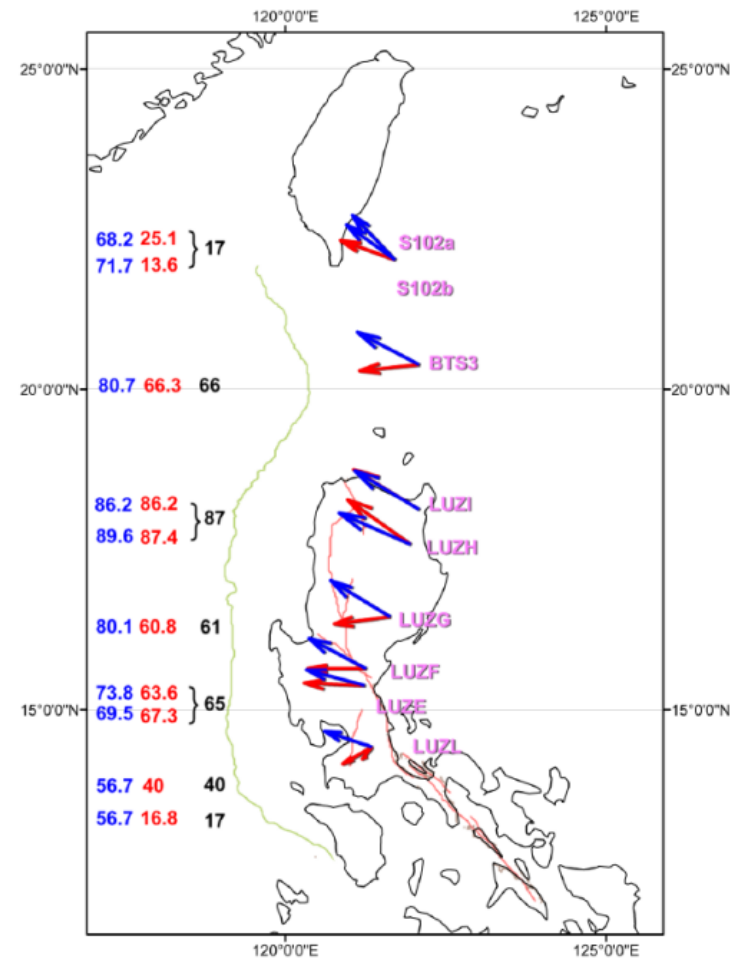 120°0'0"E 125°0'0"E
25°0'0"N 25°0'0"N
68.2 25.1 } 17 S102a
71.7 13.6
S102b
BTS3
20°0'0"N 80.7 66.3 66 20°0'0"N
86.2 86.2 } 87 LUZI
89.6 87.4 LUZH
80.1 60.8 61 LUZG
LUZF
73.8 63.6 } 65 LUZE
15°0'0"N 69.5 67.3 15°0'0"N
LUZL
56.7 40 40
56.7 16.8 17
120°0'0"E 125°0'0"E